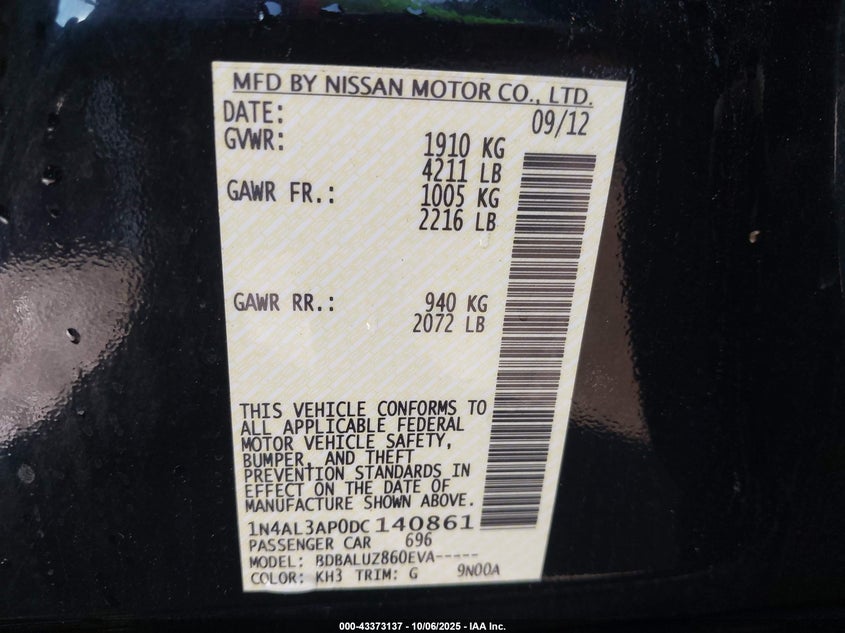 MFD BY NISSAN MOTOR CO., LTD.
DATE: 09/12
GVWR: 1910 KG
4211 LB
GAWR FR.: 1005 KG
2216 LB
GAWR RR.: 940 KG
2072 LB
THIS VEHICLE CONFORMS TO
ALL APPLICABLE FEDERAL
MOTOR VEHICLE SAFETY,
BUMPER, AND THEFT
PREVENTION STANDARDS IN
EFFECT ON THE DATE OF
MANUFACTURE SHOWN ABOVE.
1N4AL3AP0DC140861
PASSENGER CAR 696
MODEL: BDBALUZ860EVA-----
COLOR: KH3 TRIM: G 9N00A
000-43373137 - 10/06/2025 - IAA Inc.